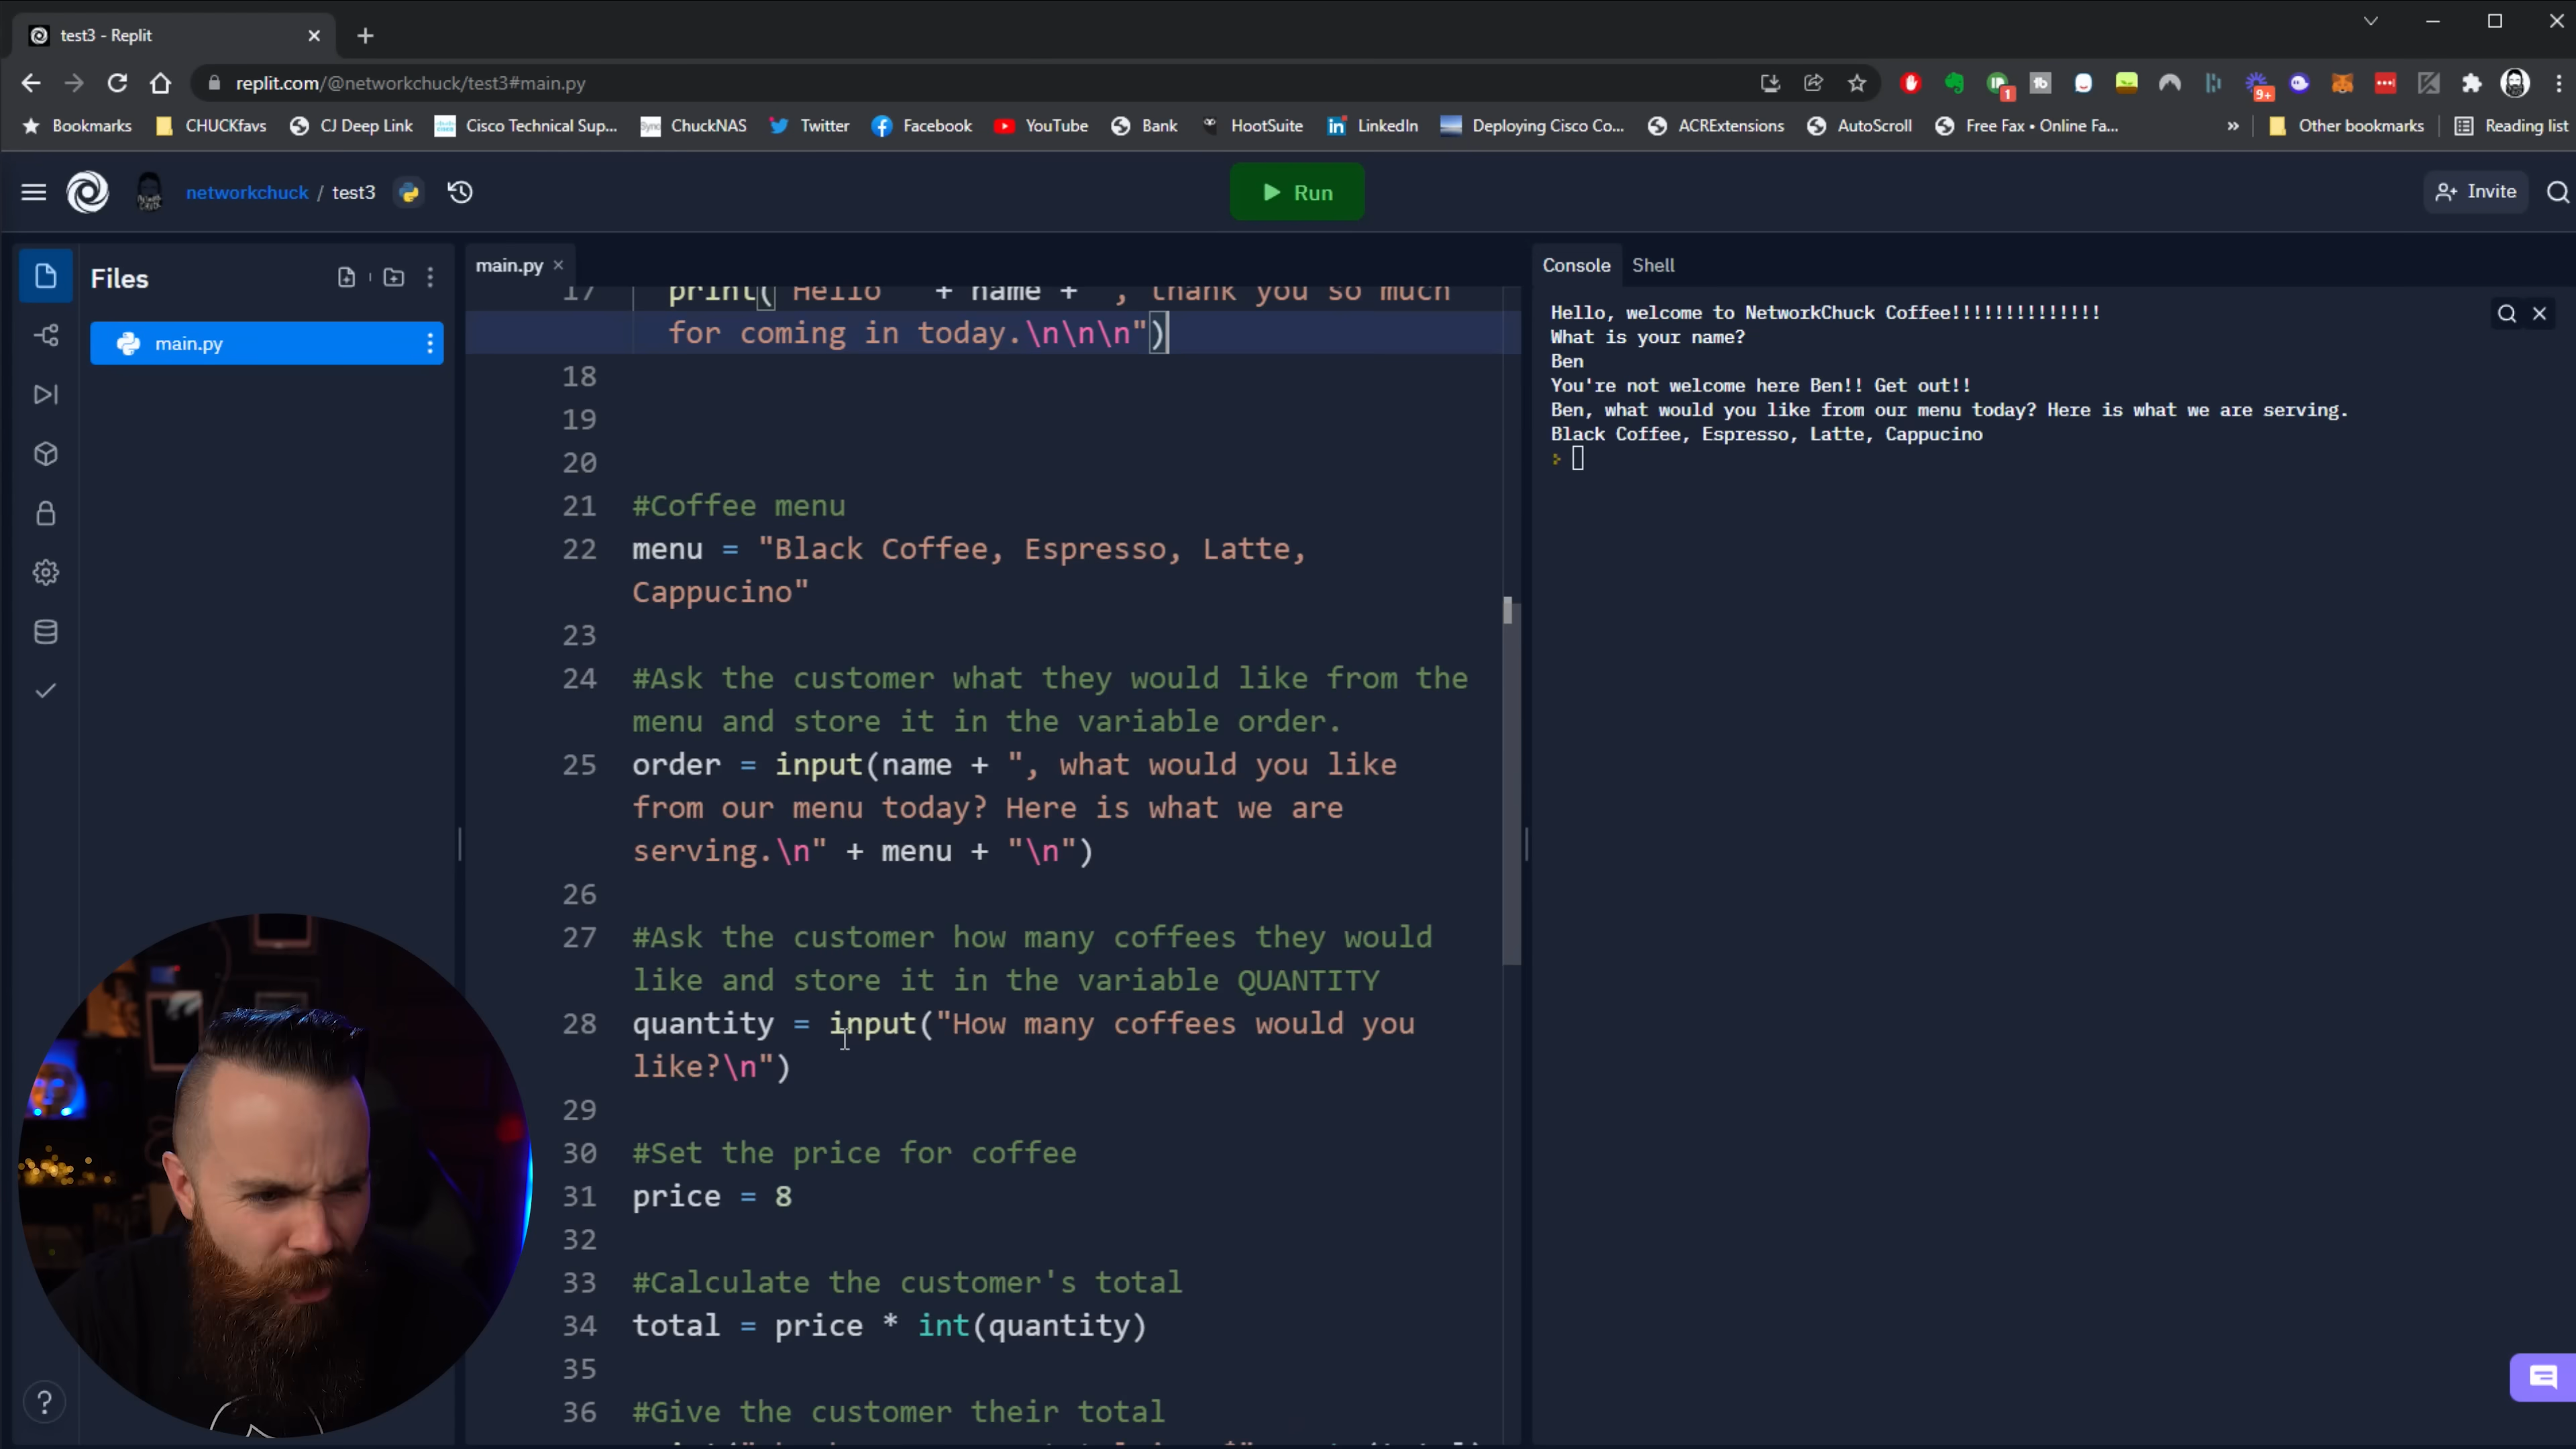 test3 - Replit
replit.com/@networkchuck/test3#main.py
1
9+
Bookmarks CHUCKfavs CJ Deep Link Cisco Technical Sup... ChuckNAS Twitter Facebook YouTube Bank HootSuite LinkedIn Deploying Cisco Co... ACRExtensions AutoScroll Free Fax • Online Fa... » Other bookmarks Reading list
networkchuck / test3
Run
Invite
Files
main.py
main.py
17 print( Hello + name + , thank you so much
for coming in today.\n\n\n")
18
19
20
21 #Coffee menu
22 menu = "Black Coffee, Espresso, Latte,
Cappucino"
23
24 #Ask the customer what they would like from the
menu and store it in the variable order.
25 order = input(name + ", what would you like
from our menu today? Here is what we are
serving.\n" + menu + "\n")
26
27 #Ask the customer how many coffees they would
like and store it in the variable QUANTITY
28 quantity = input("How many coffees would you
like?\n")
29
30 #Set the price for coffee
31 price = 8
32
33 #Calculate the customer's total
34 total = price * int(quantity)
35
36 #Give the customer their total
Console Shell
Hello, welcome to NetworkChuck Coffee!!!!!!!!!!!!!!
What is your name?
Ben
You're not welcome here Ben!! Get out!!
Ben, what would you like from our menu today? Here is what we are serving.
Black Coffee, Espresso, Latte, Cappucino